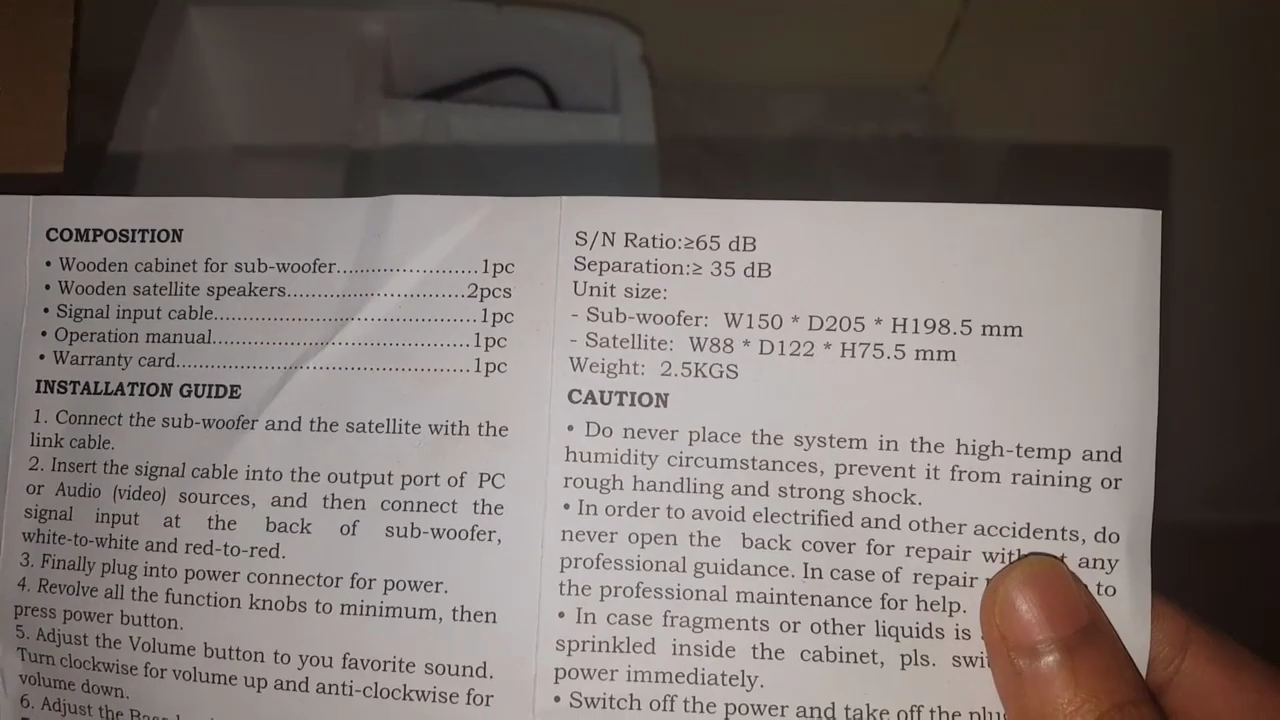 COMPOSITION
• Wooden cabinet for sub-woofer.......................1pc
• Wooden satellite speakers............................2pcs
• Signal input cable..........................................1pc
• Operation manual.........................................1pc
• Warranty card...............................................1pc
INSTALLATION GUIDE
1. Connect the sub-woofer and the satellite with the
link cable.
2. Insert the signal cable into the output port of PC
or Audio (video) sources, and then connect the
signal input at the back of sub-woofer,
white-to-white and red-to-red.
3. Finally plug into power connector for power.
4. Revolve all the function knobs to minimum, then
press power button.
5. Adjust the Volume button to you favorite sound.
Turn clockwise for volume up and anti-clockwise for
volume down.
6. Adjust the
S/N Ratio:≥65 dB
Separation:≥ 35 dB
Unit size:
- Sub-woofer: W150 * D205 * H198.5 mm
- Satellite: W88 * D122 * H75.5 mm
Weight: 2.5KGS
CAUTION
• Do never place the system in the high-temp and
humidity circumstances, prevent it from raining or
rough handling and strong shock.
• In order to avoid electrified and other accidents, do
never open the back cover for repair without any
professional guidance. In case of repair to
the professional maintenance for help.
• In case fragments or other liquids is
sprinkled inside the cabinet, pls.
power immediately.
• Switch off the power and take off the